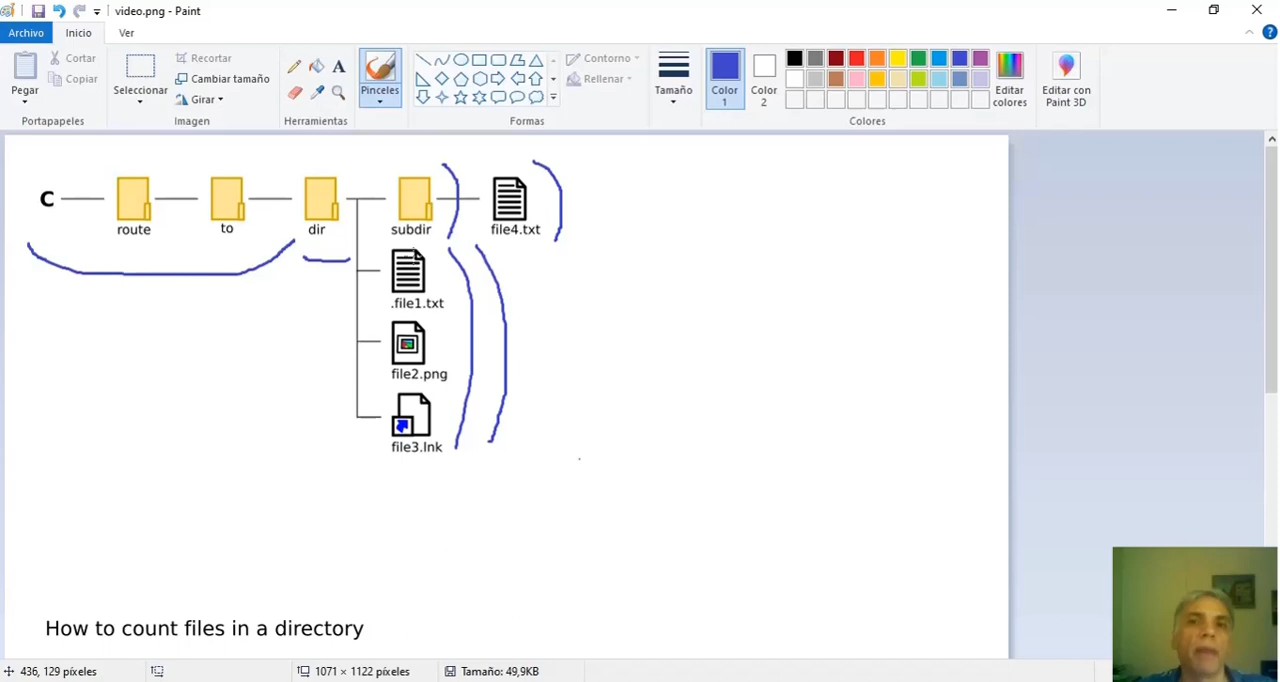 video.png - Paint
Archivo Inicio Ver
Pegar
Cortar
Copiar
Portapapeles
Seleccionar
Recortar
Cambiar tamaño
Girar
Imagen
A
Herramientas
Pinceles
Contorno
Rellenar
Formas
Tamaño
Color
1
Color
2
Editar
colores
Colores
Editar con
Paint 3D
C
route to dir subdir file4.txt
.file1.txt
file2.png
file3.lnk
How to count files in a directory
436, 129 píxeles 1071 × 1122 píxeles Tamaño: 49,9KB